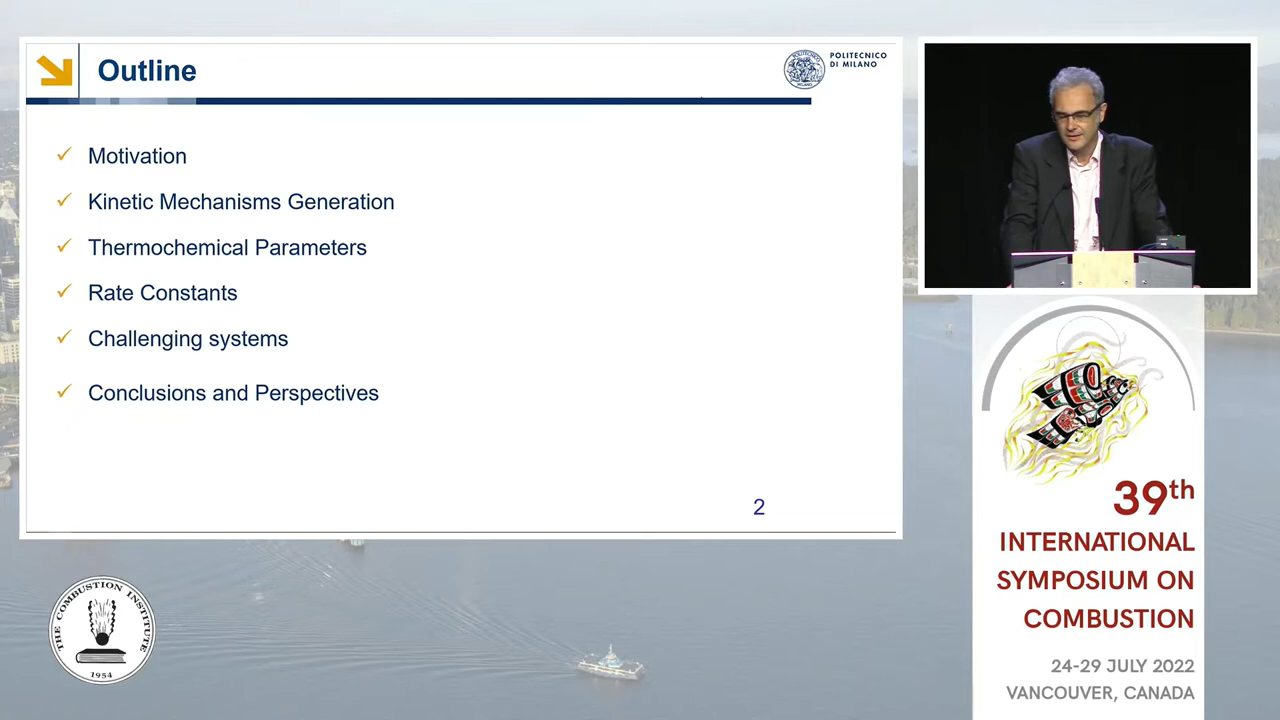 Outline
POLITECNICO
DI MILANO
Motivation
Kinetic Mechanisms Generation
Thermochemical Parameters
Rate Constants
Challenging systems
Conclusions and Perspectives
2
THE COMBUSTION INSTITUTE
1954
39th
INTERNATIONAL
SYMPOSIUM ON
COMBUSTION
24-29 JULY 2022
VANCOUVER, CANADA